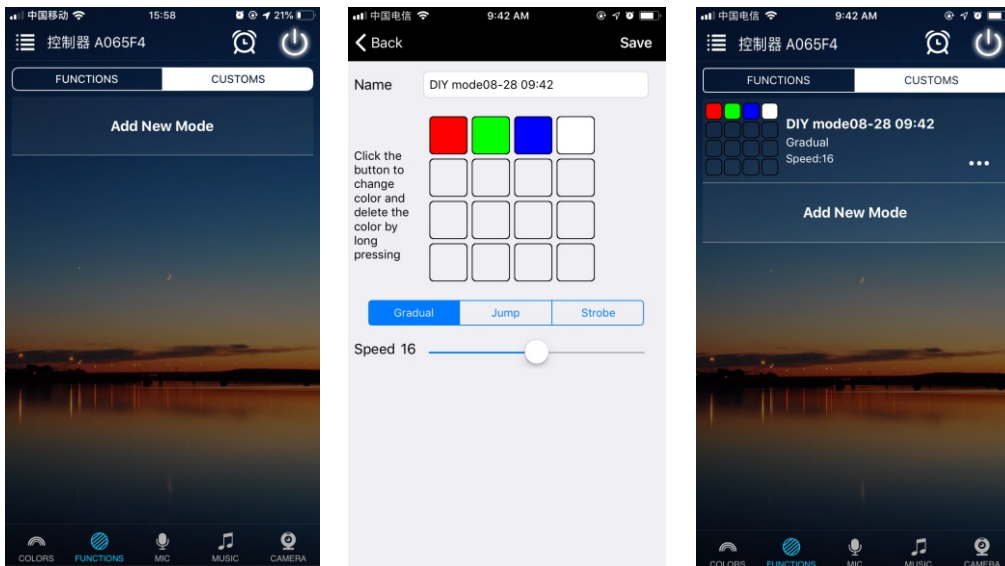 中国移动 15:58 21%
控制器 A065F4
FUNCTIONS CUSTOMS
Add New Mode
COLORS FUNCTIONS MIC MUSIC CAMERA
中国电信 9:42 AM
Back Save
Name DIY mode08-28 09:42
Click the
button to
change
color and
delete the
color by
long
pressing
Gradual Jump Strobe
Speed 16
中国电信 9:42 AM
控制器 A065F4
FUNCTIONS CUSTOMS
DIY mode08-28 09:42
Gradual
Speed:16
Add New Mode
COLORS FUNCTIONS MIC MUSIC CAMERA